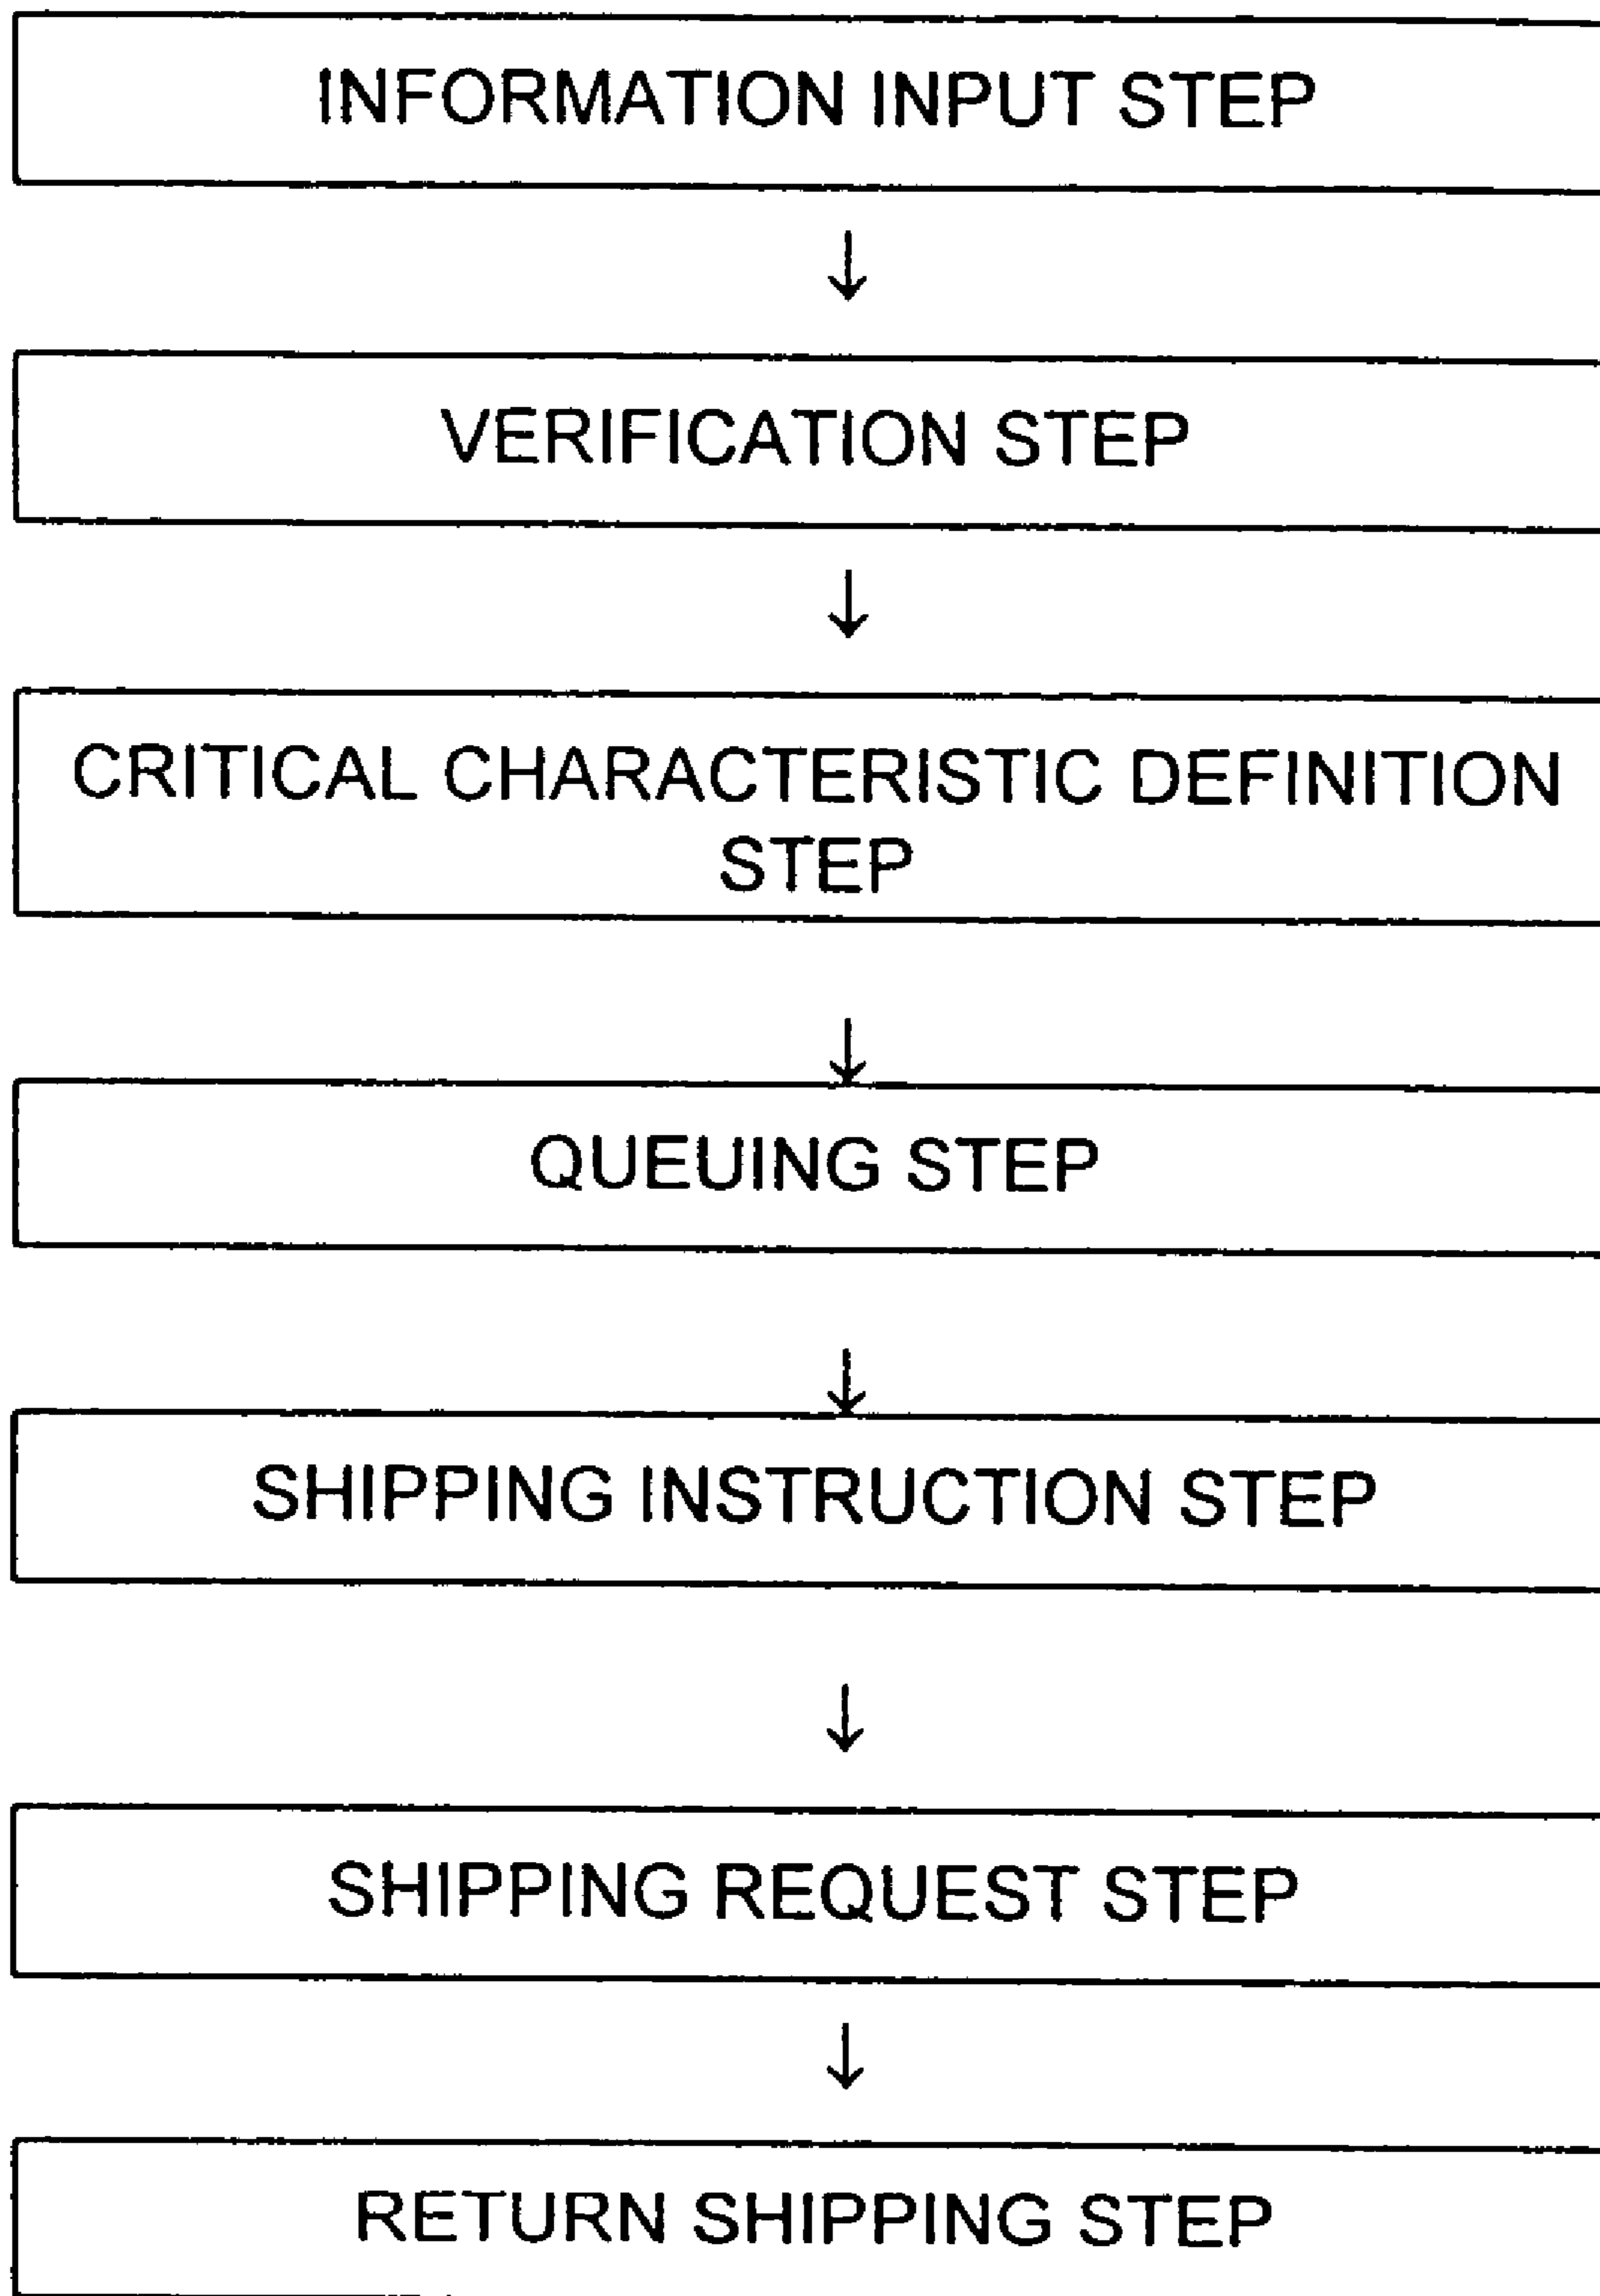 INFORMATION INPUT STEP
VERIFICATION STEP
CRITICAL CHARACTERISTIC DEFINITION
STEP
QUEUING STEP
SHIPPING INSTRUCTION STEP
SHIPPING REQUEST STEP
RETURN SHIPPING STEP